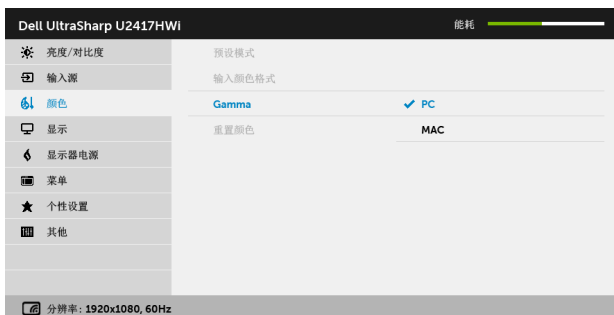 Dell UltraSharp U2417HWi
能耗
亮度/对比度
预设模式
输入源
输入颜色格式
颜色
Gamma
PC
显示
重置颜色
MAC
显示器电源
菜单
个性设置
其他
分辨率: 1920x1080, 60Hz